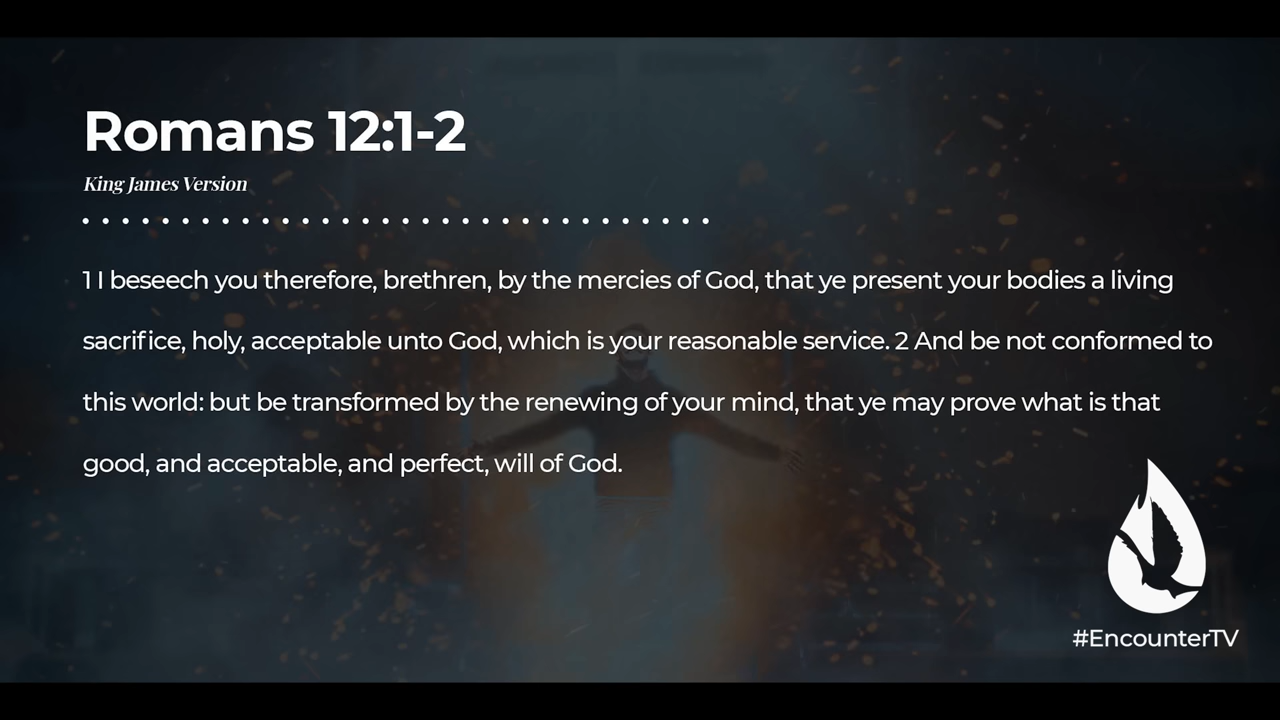 Romans 12:1-2
King James Version
1 I beseech you therefore, brethren, by the mercies of God, that ye present your bodies a living
sacrifice, holy, acceptable unto God, which is your reasonable service. 2 And be not conformed to
this world: but be transformed by the renewing of your mind, that ye may prove what is that
good, and acceptable, and perfect, will of God.
#EncounterTV